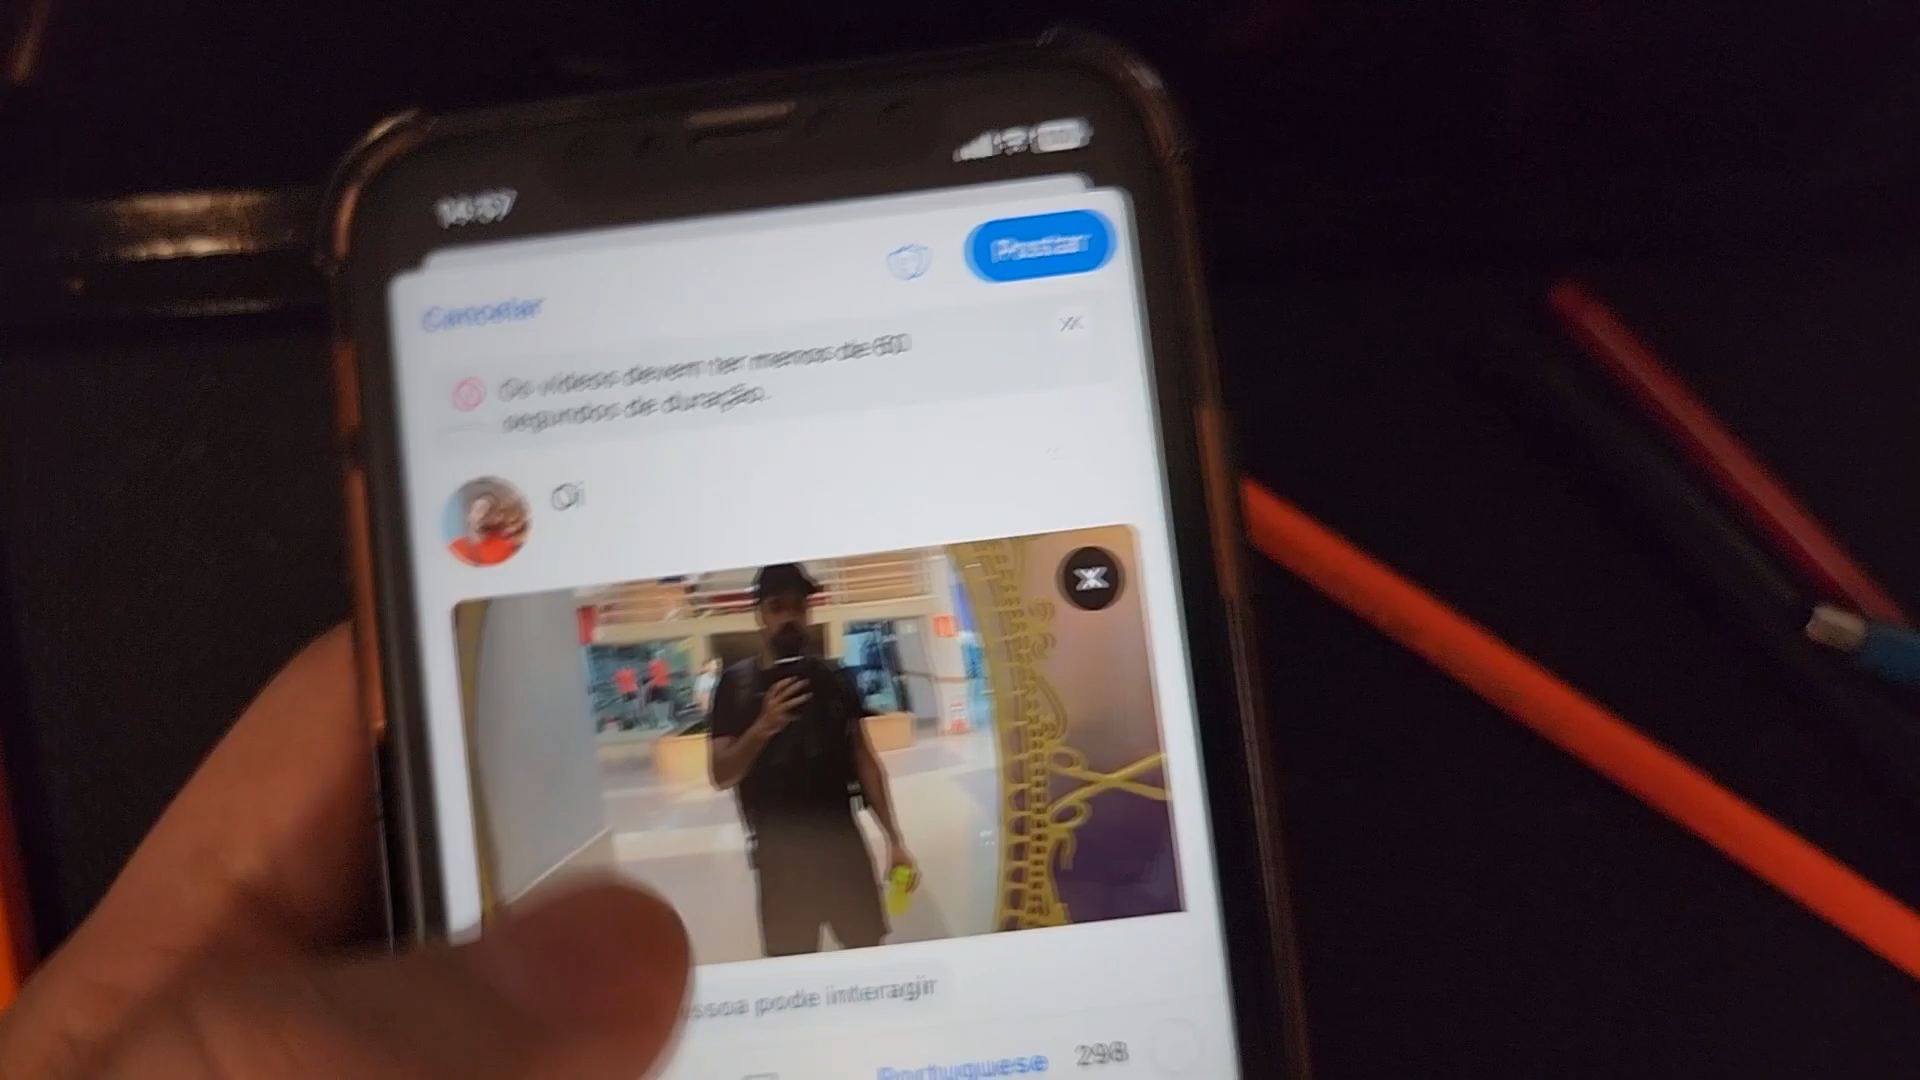 14:37
Cancelar
Postar
Os vídeos devem ter menos de 60
segundos de duração.
Oi
essoa pode interagir
Portuguese 298